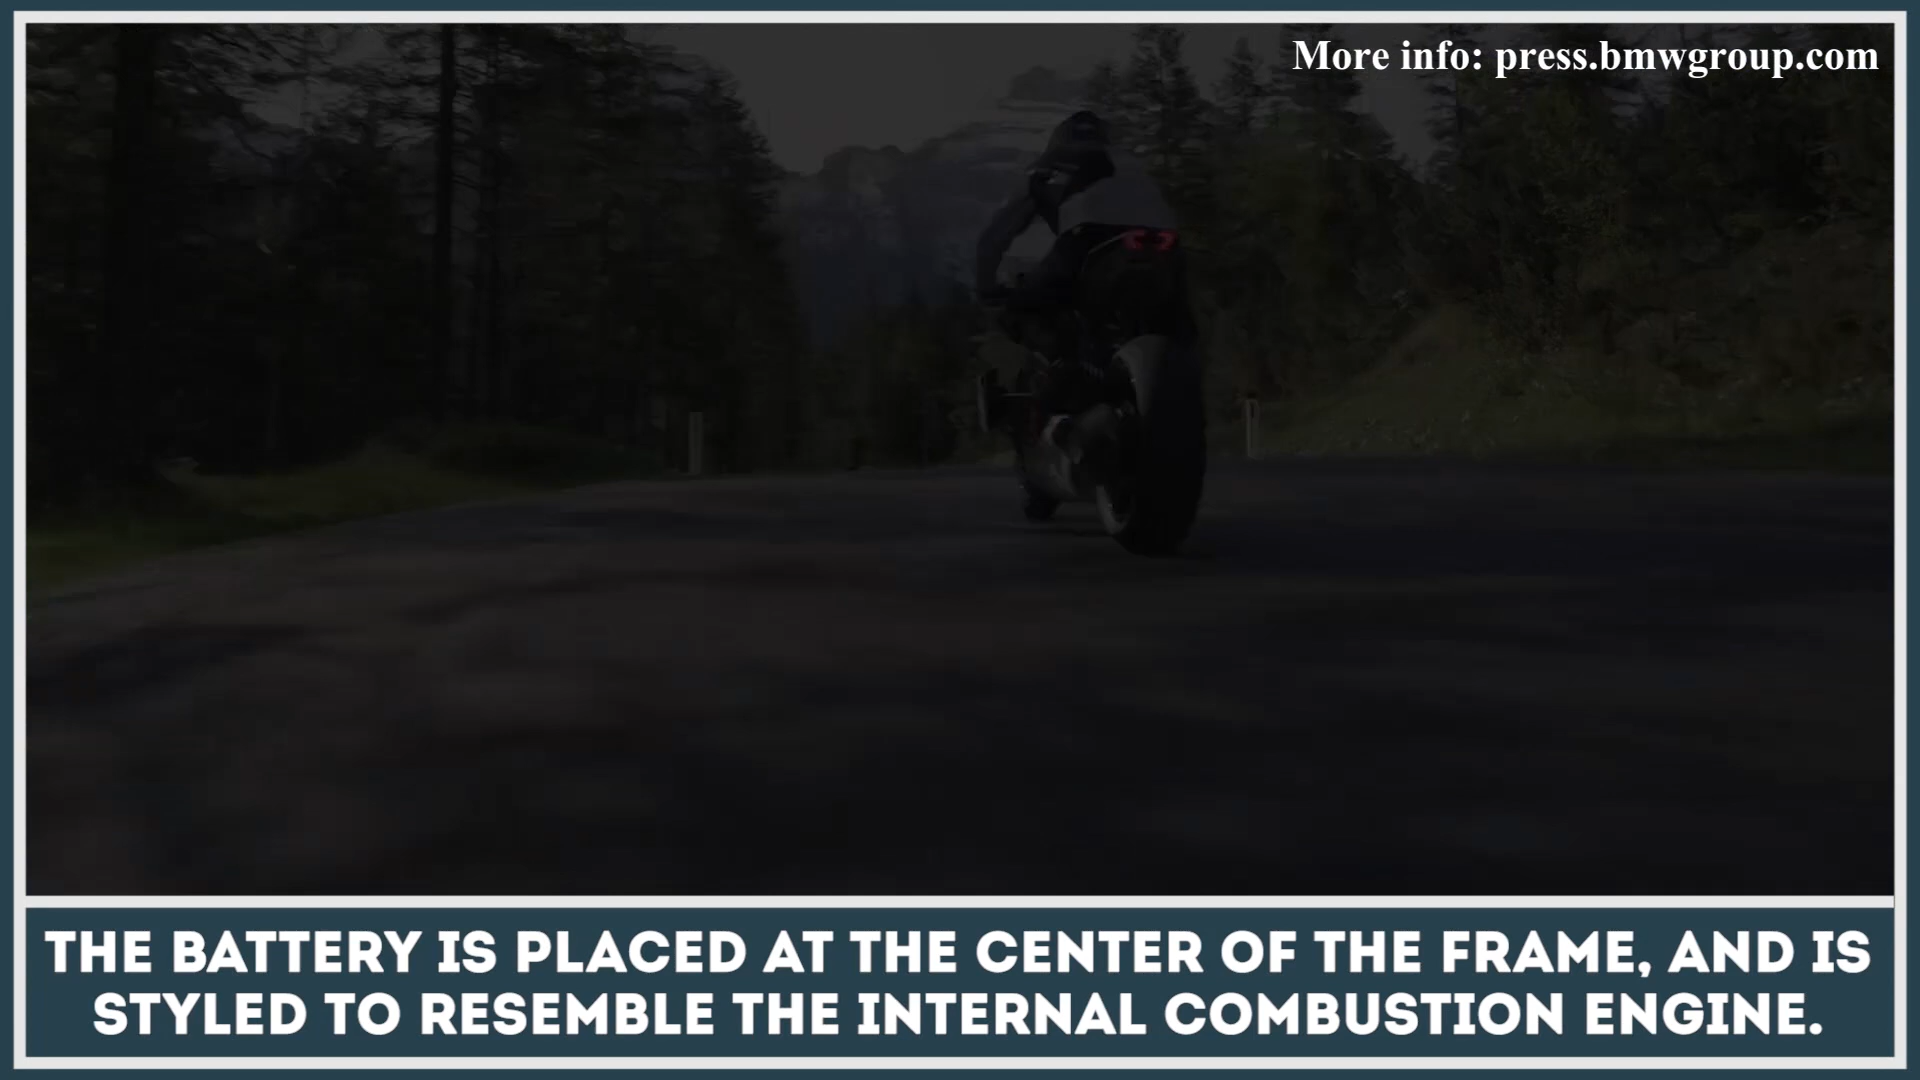 More info: press.bmwgroup.com
THE BATTERY IS PLACED AT THE CENTER OF THE FRAME, AND IS
STYLED TO RESEMBLE THE INTERNAL COMBUSTION ENGINE.